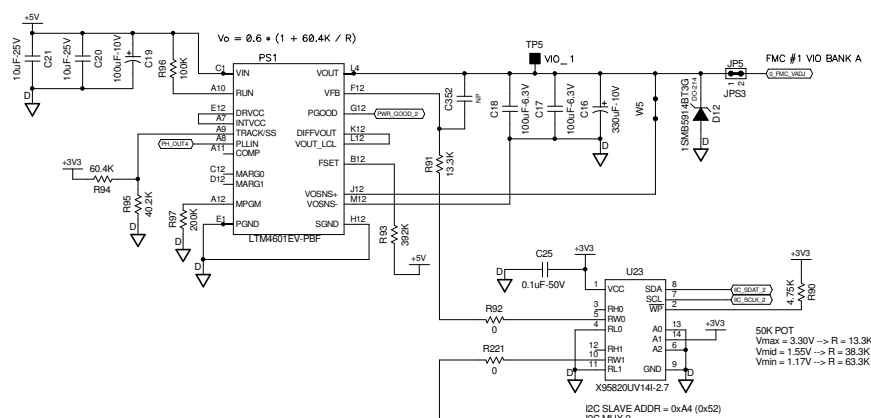 +5V
Vo = 0.6 * (1 + 60.4K / R)
10uF-25V
C21
10uF-25V
C20
100uF-10V
C19
R96
100K
D
PS1
C1
VIN
A10
RUN
E12
DRVCC
A7
INTVCC
A9
TRACK/SS
A8
PLLIN
A11
COMP
C12
MARG0
D12
MARG1
A12
MPGM
E1
PGND
VOUT
L4
VFB
F12
PGOOD
G12
DIFFVOUT
K12
VOUT_LCL
L12
FSET
B12
VOSNS+
J12
VOSNS-
M12
SGND
H12
LTM4601EV-PBF
PH_OUT4
PWR_GOOD_2
+3V3
60.4K
R94
R95
40.2K
D
R97
200K
D
D
R93
392K
+5V
C352
NP
R91
13.3K
TP5
VIO_1
C18
100uF-6.3V
C17
100uF-6.3V
C16
330uF-10V
D
W5
1SMB5914BT3G
DO-214
D12
D
JP5
1
2
JPS3
FMC #1 VIO BANK A
0_FMC_VADJ
+3V3
C25
D
0.1uF-50V
U23
R92
0
R221
0
1
VCC
3
RH0
5
RW0
4
RL0
12
RH1
10
RW1
11
RL1
SDA
8
SCL
7
WP
2
A0
13
A1
14
A2
6
GND
9
X95820UV14I-2.7
IIC_SDAT_2
IIC_SCLK_2
+3V3
4.75K
R90
+3V3
D
D
50K POT
Vmax = 3.30V --> R = 13.3K
Vmid = 1.55V --> R = 38.3K
Vmin = 1.17V --> R = 63.3K
I2C SLAVE ADDR = 0xA4 (0x52)
I2C MUX 2